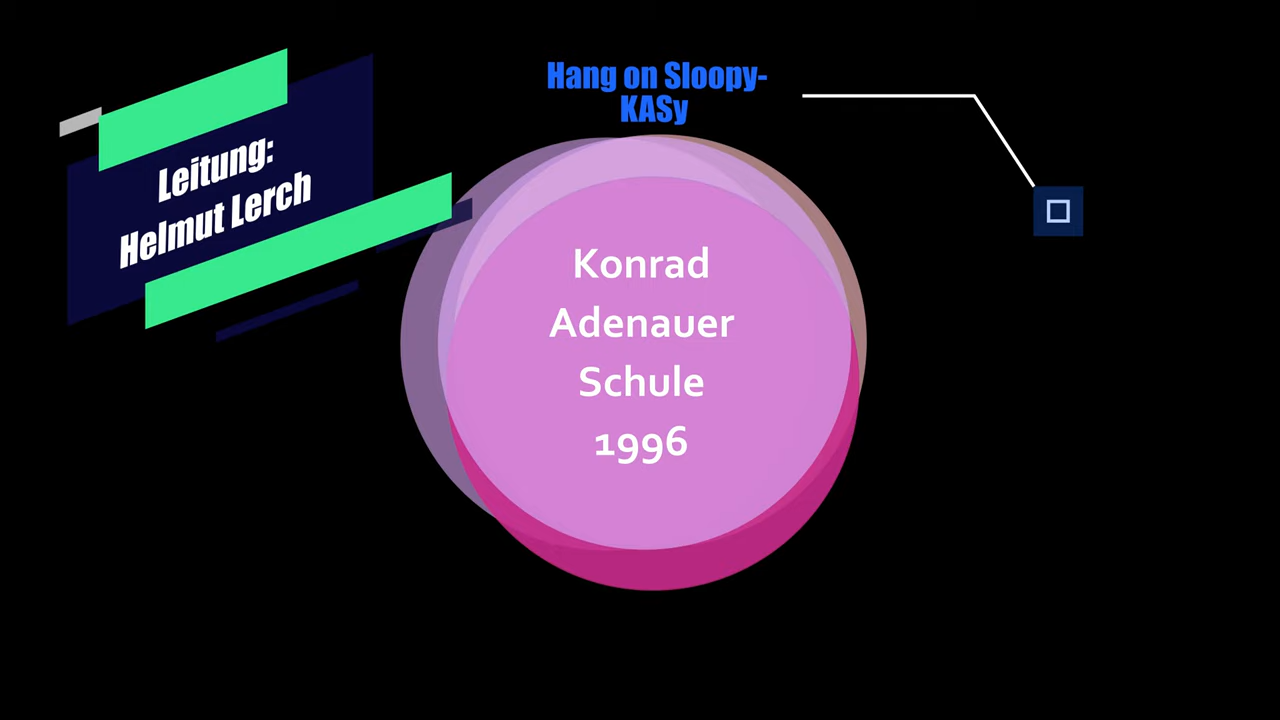 Leitung:
Helmut Lerch
Hang on Sloopy-
KASy
Konrad
Adenauer
Schule
1996